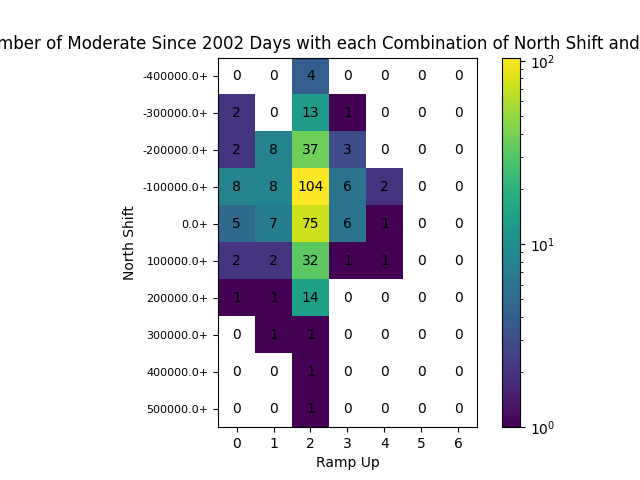 mber of Moderate Since 2002 Days with each Combination of North Shift and
North Shift
-400000.0+ 0 0 4 0 0 0 0
-300000.0+ 2 0 13 1 0 0 0
-200000.0+ 2 8 37 3 0 0 0
-100000.0+ 8 8 104 6 2 0 0
0.0+ 5 7 75 6 1 0 0
100000.0+ 2 2 32 1 1 0 0
200000.0+ 1 1 14 0 0 0 0
300000.0+ 0 1 1 0 0 0 0
400000.0+ 0 0 1 0 0 0 0
500000.0+ 0 0 1 0 0 0 0
0 1 2 3 4 5 6
Ramp Up
10²
10¹
10⁰